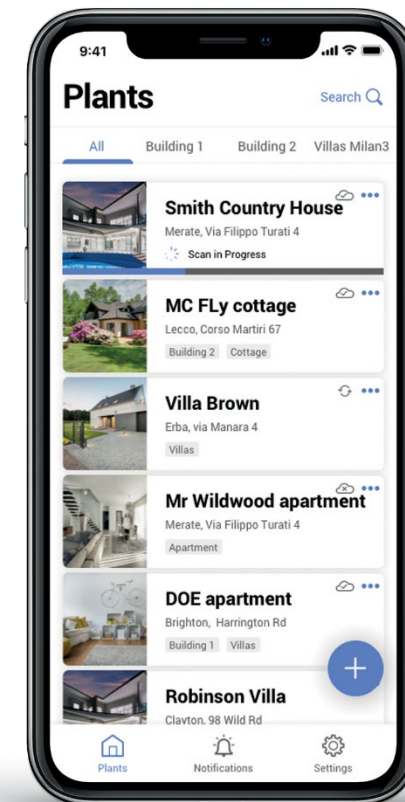 9:41
Plants
Search
All Building 1 Building 2 Villas Milan3
Smith Country House
Merate, Via Filippo Turati 4
Scan in Progress
MC FLy cottage
Lecco, Corso Martiri 67
Building 2 Cottage
Villa Brown
Erba, via Manara 4
Villas
Mr Wildwood apartment
Merate, Via Filippo Turati 4
Apartment
DOE apartment
Brighton, Harrington Rd
Building 1 Villas
Robinson Villa
Clayton, 98 Wild Rd
Plants Notifications Settings